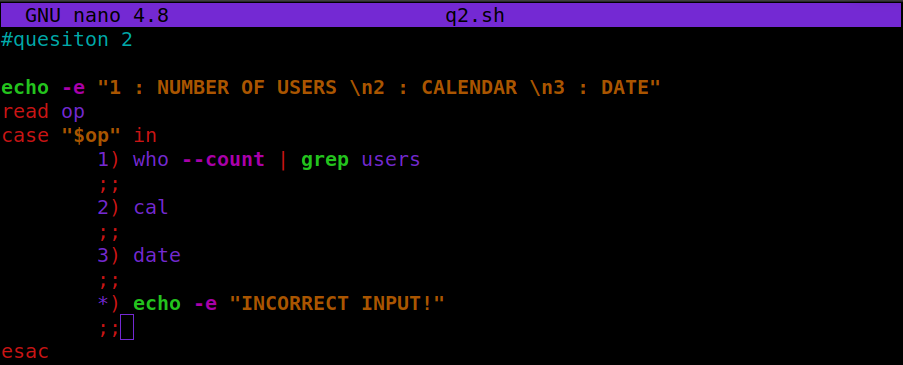 GNU nano 4.8 q2.sh
#quesiton 2
echo -e "1 : NUMBER OF USERS \n2 : CALENDAR \n3 : DATE"
read op
case "$op" in
1) who --count | grep users
;;
2) cal
;;
3) date
;;
*) echo -e "INCORRECT INPUT!"
;;
esac